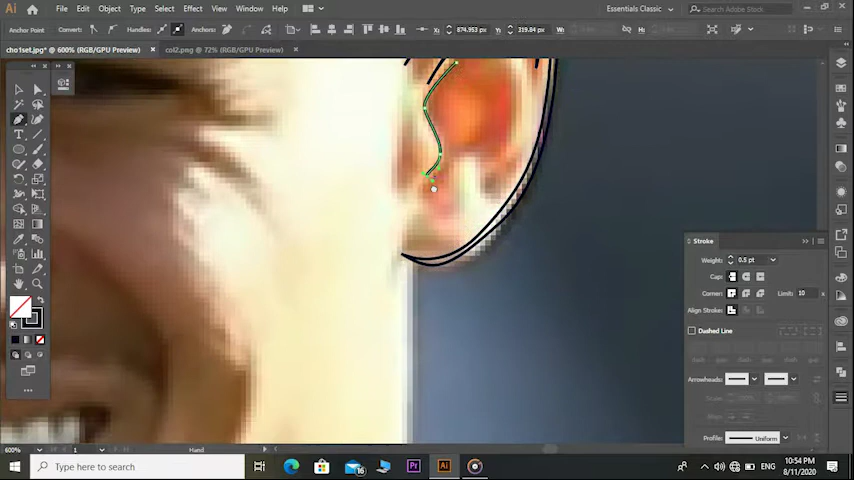 Ai File Edit Object Type Select Effect View Window Help Essentials Classic Search Adobe Stock
Anchor Point Convert: Handles: Anchors: X: 874.953 px Y: 319.84 px W: H:
cho1set.jpg* @ 600% (RGB/GPU Preview) × col2.png @ 72% (RGB/GPU Preview) ×
Stroke
Weight: 0.5 pt
Cap:
Corner: Limit: 10 x
Align Stroke:
Dashed Line
Arrowheads:
Profile: Uniform
600% 1 Hand
Type here to search Pr Ai ENG 10:54 PM
8/11/2020